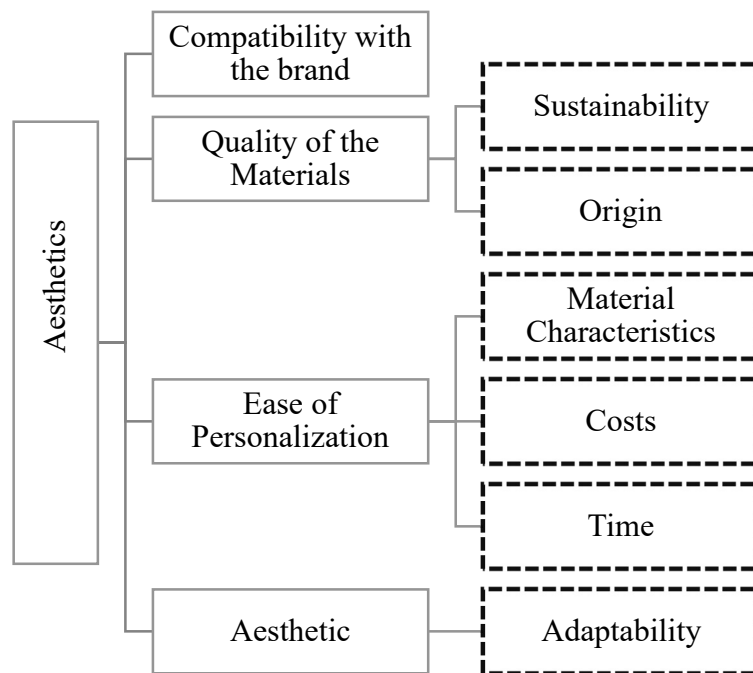 Aesthetics
Compatibility with
the brand
Quality of the
Materials
Sustainability
Origin
Ease of
Personalization
Material
Characteristics
Costs
Time
Aesthetic
Adaptability